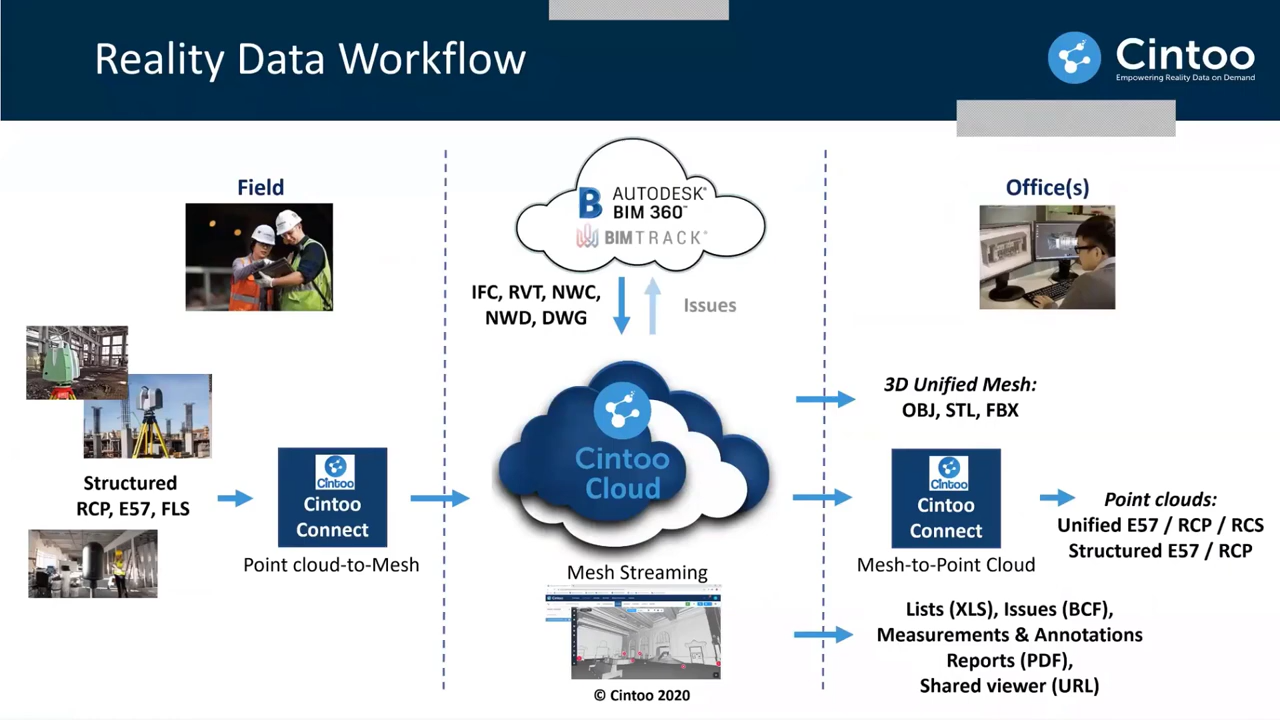 Reality Data Workflow
Cintoo
Empowering Reality Data on Demand
Field
Structured
RCP, E57, FLS
Cintoo
Cintoo
Connect
Point cloud-to-Mesh
AUTODESK®
BIM 360™
BIMTRACK®
IFC, RVT, NWC,
NWD, DWG
Issues
Cintoo
Cloud
Mesh Streaming
Cintoo
© Cintoo 2020
Office(s)
3D Unified Mesh:
OBJ, STL, FBX
Cintoo
Cintoo
Connect
Mesh-to-Point Cloud
Point clouds:
Unified E57 / RCP / RCS
Structured E57 / RCP
Lists (XLS), Issues (BCF),
Measurements & Annotations
Reports (PDF),
Shared viewer (URL)